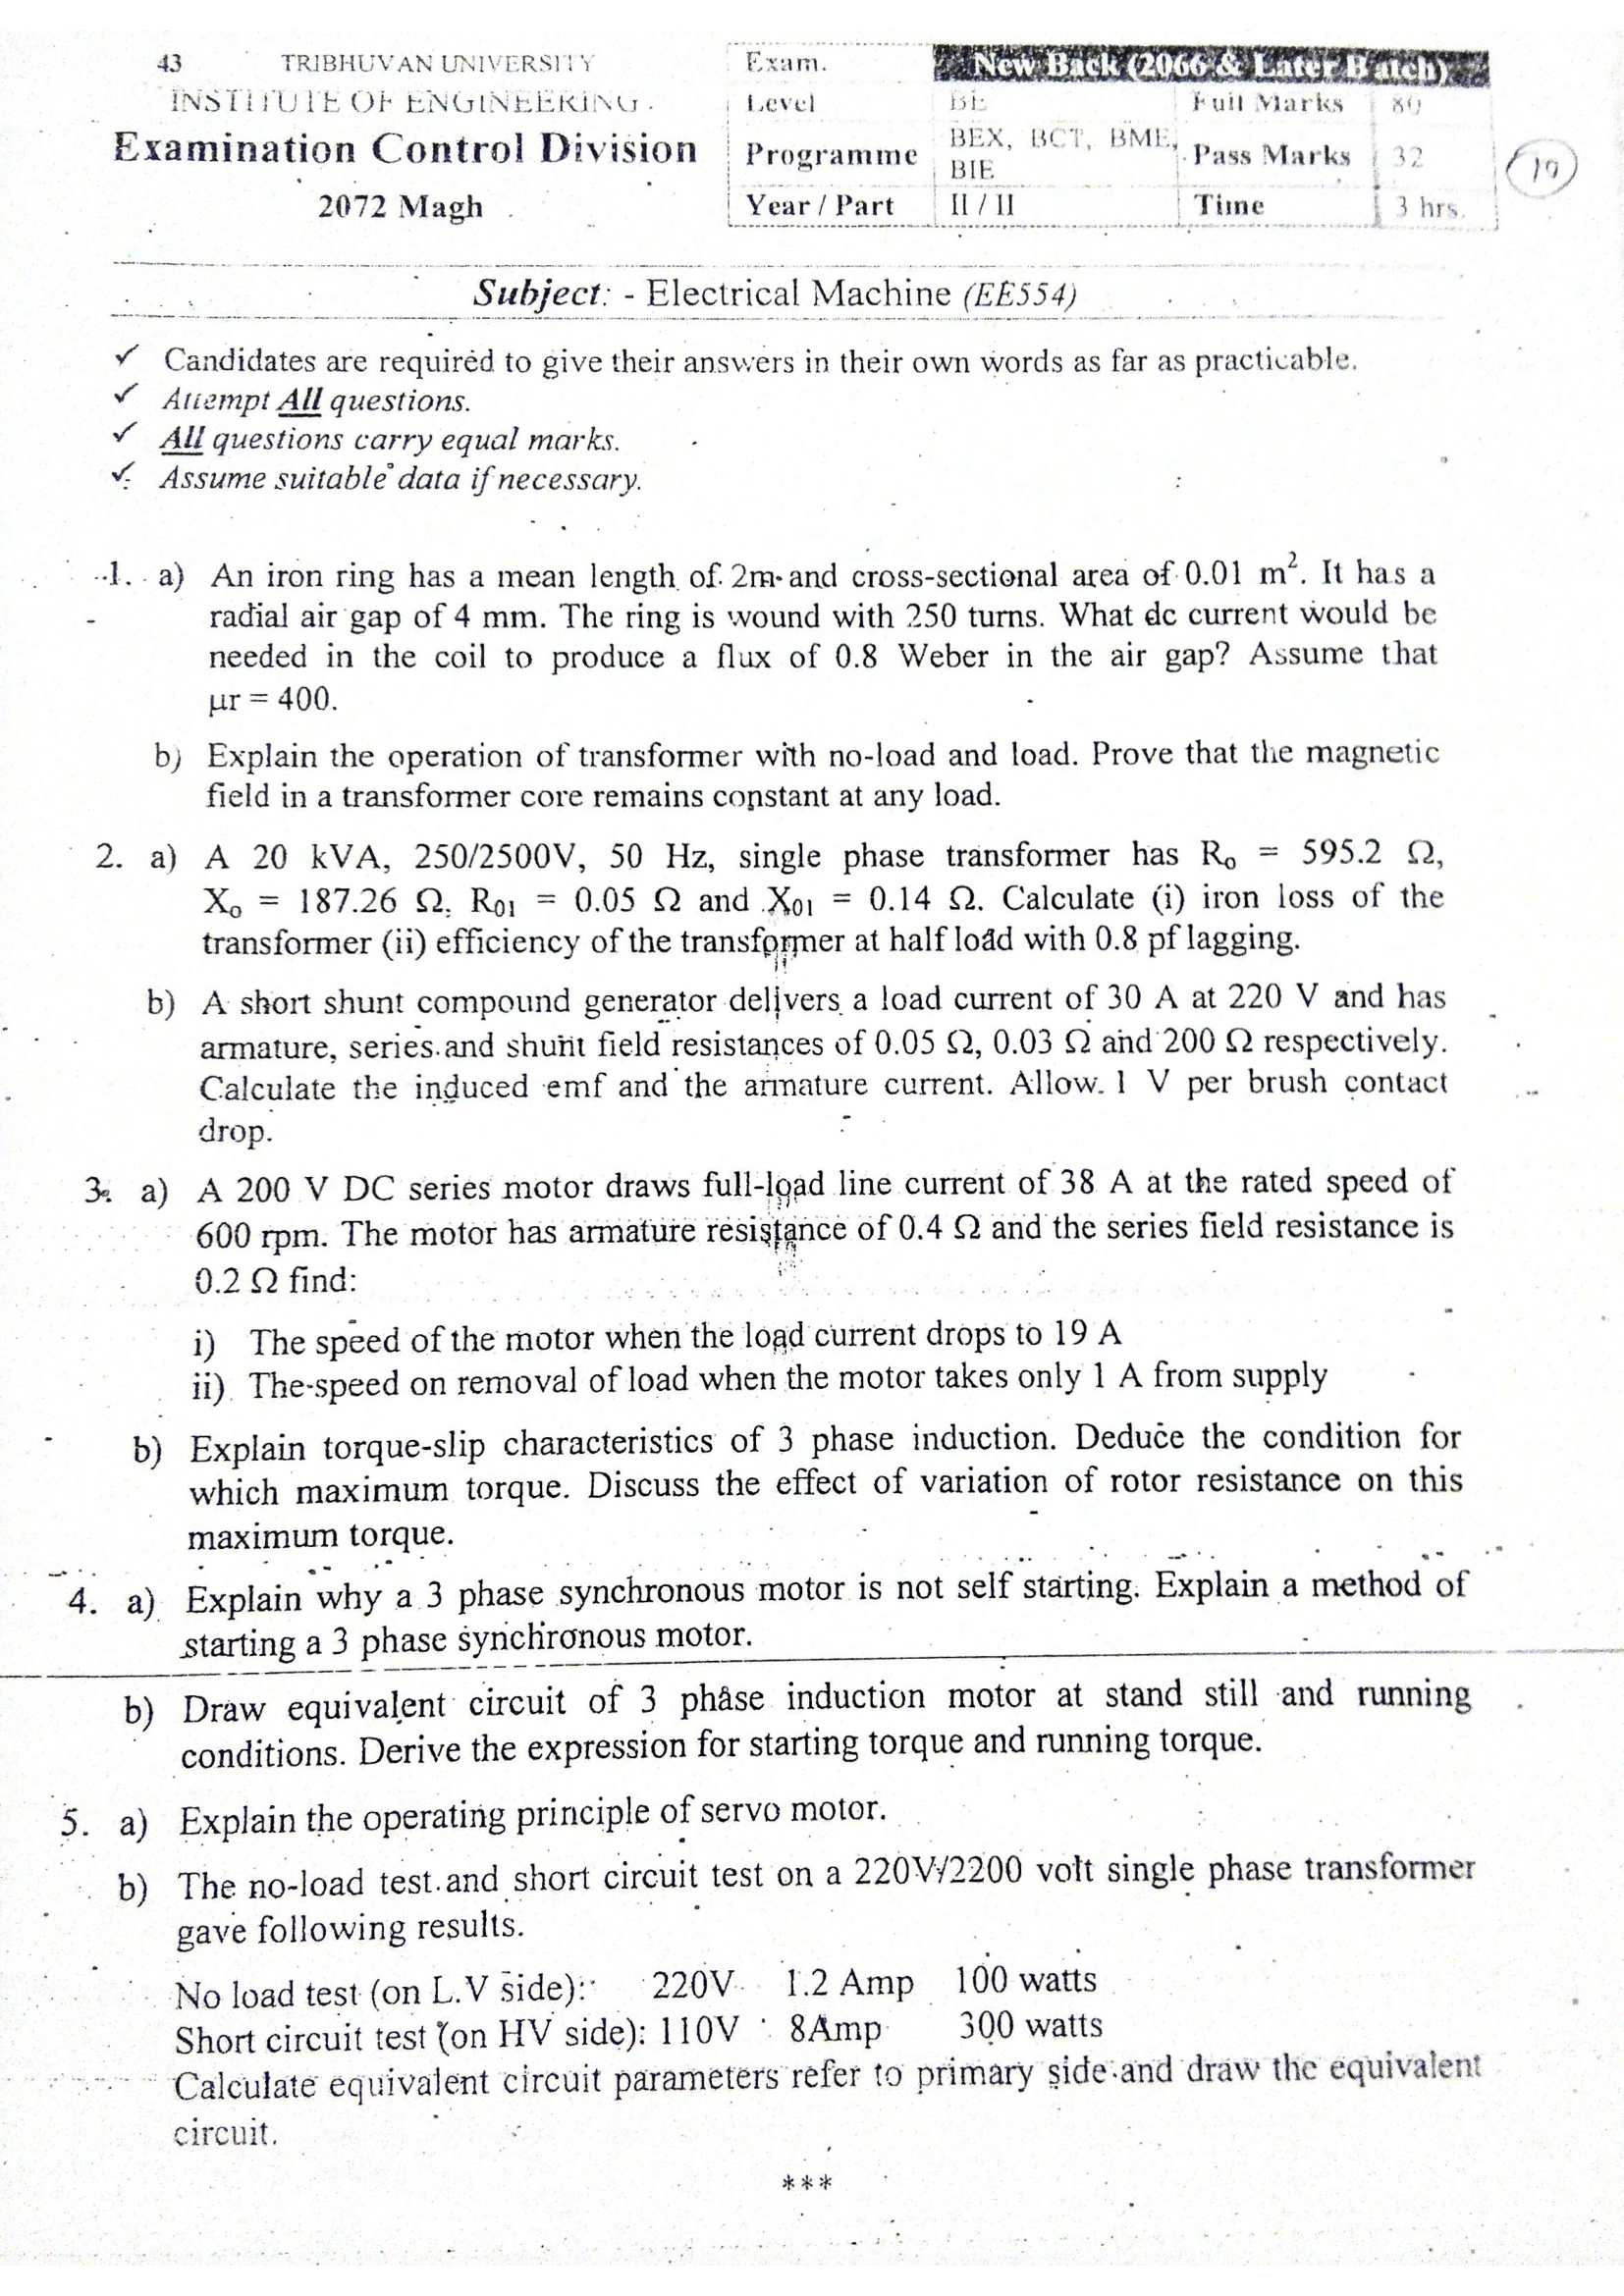 43 TRIBHUVAN UNIVERSITY
INSTITUTE OF ENGINEERING
Examination Control Division
2072 Magh
Exam. New Back (2066 & Later Batch)
Level BE Full Marks 80
Programme BEX, BCT, BME, BIE Pass Marks 32
Year / Part II / II Time 3 hrs.
19
Subject: - Electrical Machine (EE554)
✓ Candidates are required to give their answers in their own words as far as practicable.
✓ Attempt All questions.
✓ All questions carry equal marks.
✓ Assume suitable data if necessary.
1. a) An iron ring has a mean length of 2m and cross-sectional area of 0.01 m². It has a
radial air gap of 4 mm. The ring is wound with 250 turns. What dc current would be
needed in the coil to produce a flux of 0.8 Weber in the air gap? Assume that
μr = 400.
b) Explain the operation of transformer with no-load and load. Prove that the magnetic
field in a transformer core remains constant at any load.
2. a) A 20 kVA, 250/2500V, 50 Hz, single phase transformer has Ro = 595.2 Ω,
Xo = 187.26 Ω, R01 = 0.05 Ω and X01 = 0.14 Ω. Calculate (i) iron loss of the
transformer (ii) efficiency of the transformer at half load with 0.8 pf lagging.
b) A short shunt compound generator delivers a load current of 30 A at 220 V and has
armature, series and shunt field resistances of 0.05 Ω, 0.03 Ω and 200 Ω respectively.
Calculate the induced emf and the armature current. Allow 1 V per brush contact
drop.
3. a) A 200 V DC series motor draws full-load line current of 38 A at the rated speed of
600 rpm. The motor has armature resistance of 0.4 Ω and the series field resistance is
0.2 Ω find:
i) The speed of the motor when the load current drops to 19 A
ii) The speed on removal of load when the motor takes only 1 A from supply
b) Explain torque-slip characteristics of 3 phase induction. Deduce the condition for
which maximum torque. Discuss the effect of variation of rotor resistance on this
maximum torque.
4. a) Explain why a 3 phase synchronous motor is not self starting. Explain a method of
starting a 3 phase synchronous motor.
b) Draw equivalent circuit of 3 phase induction motor at stand still and running
conditions. Derive the expression for starting torque and running torque.
5. a) Explain the operating principle of servo motor.
b) The no-load test and short circuit test on a 220V/2200 volt single phase transformer
gave following results.
No load test (on L.V side): 220V 1.2 Amp 100 watts
Short circuit test (on HV side): 110V 8Amp 300 watts
Calculate equivalent circuit parameters refer to primary side and draw the equivalent
circuit.
***